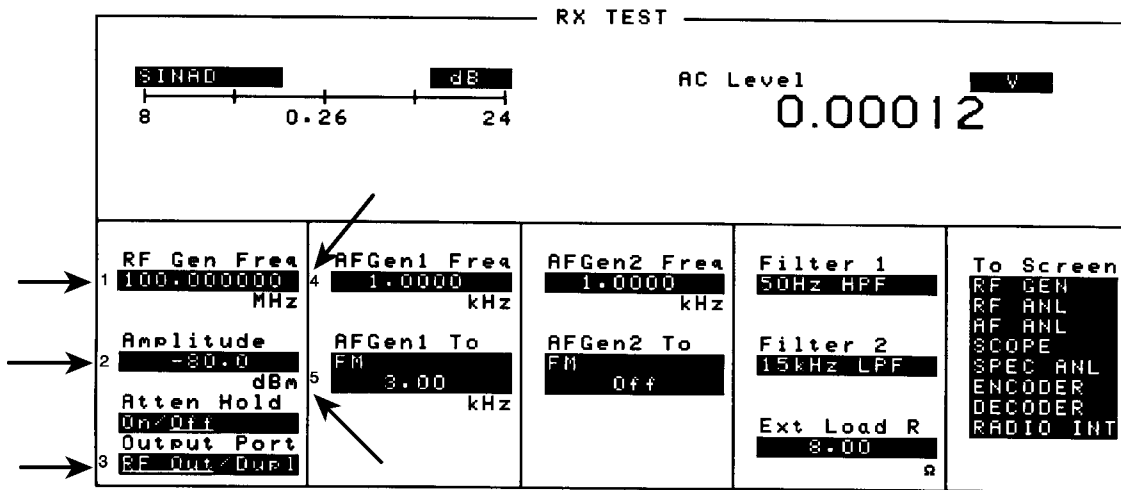 RX TEST
SINAD dB
8 0.26 24
AC Level V
0.00012
1 RF Gen Freq
100.000000
MHz
2 Amplitude
-80.0
dBm
Atten Hold
On/Off
3 Output Port
RF Out/Dupl
4 AFGen1 Freq
1.0000
kHz
5 AFGen1 To
FM
3.00
kHz
AFGen2 Freq
1.0000
kHz
AFGen2 To
FM
Off
Filter 1
50Hz HPF
Filter 2
15kHz LPF
Ext Load R
8.00
Ω
To Screen
RF GEN
RF ANL
AF ANL
SCOPE
SPEC ANL
ENCODER
DECODER
RADIO INT